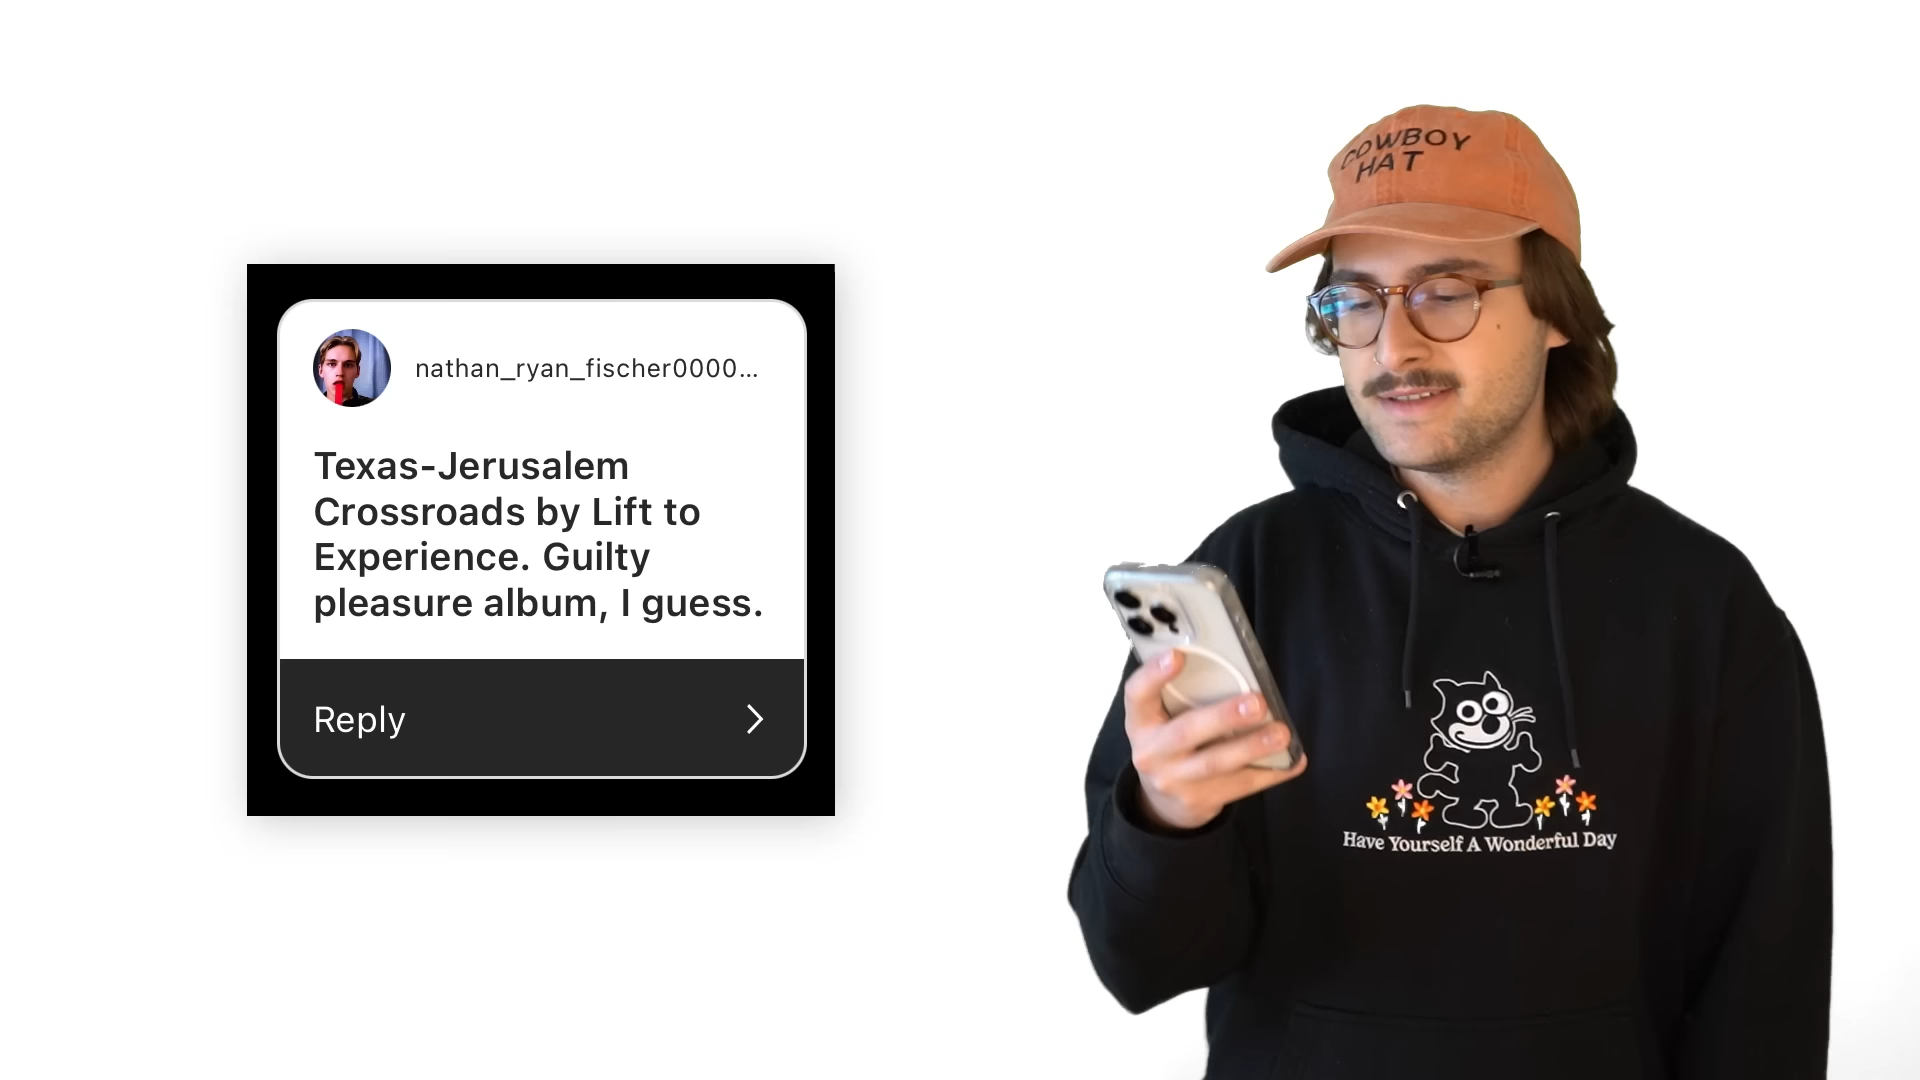 nathan_ryan_fischer0000...
Texas-Jerusalem
Crossroads by Lift to
Experience. Guilty
pleasure album, I guess.
Reply
COWBOY
HAT
Have Yourself A Wonderful Day